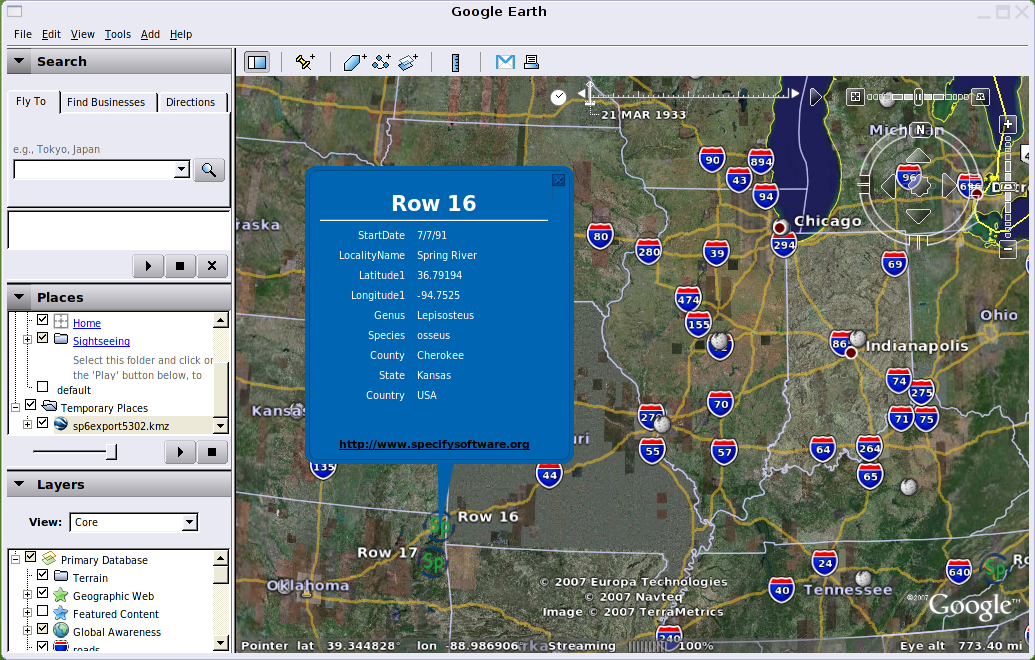 Google Earth
File Edit View Tools Add Help
Search
Fly To Find Businesses Directions
e.g., Tokyo, Japan
Places
Home
Sightseeing
Select this folder and click on
the 'Play' button below, to
default
Temporary Places
sp6export5302.kmz
Layers
View: Core
Primary Database
Terrain
Geographic Web
Featured Content
Global Awareness
roads
21 MAR 1933
N
Michigan
90
894
43
94
96
696
Chicago
294
80
280
39
69
raska
Row 16
StartDate 7/7/91
LocalityName Spring River
Latitude1 36.79194
Longitude1 -94.7525
Genus Lepisosteus
Species osseus
County Cherokee
State Kansas
Country USA
http://www.specifysoftware.org
474
155
Ohio
86
Indianapolis
74
275
70
71
75
Kansas
uri
55
57
64
264
65
135
44
Row 16
Row 17
Sp
Sp
Oklahoma
24
640
40
Tennessee
© 2007 Europa Technologies
© 2007 Navteq
Image © 2007 TerraMetrics
©2007 Google™
240
Pointer lat 39.344828° lon -88.986906° Streaming 100% Eye alt 773.40 mi